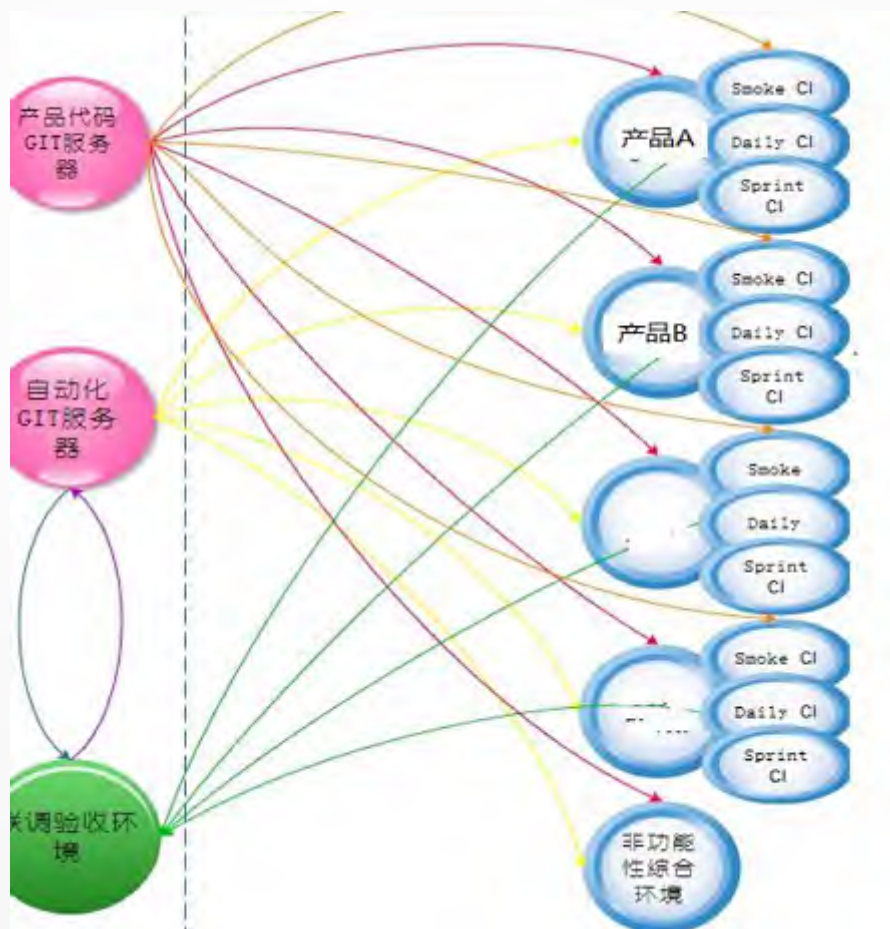 产品代码
GIT服务
器
自动化
GIT服务
器
联调验收环
境
产品A
Smoke CI
Daily CI
Sprint
CI
产品B
Smoke CI
Daily CI
Sprint
CI
Smoke
Daily
Sprint
CI
Smoke CI
Daily CI
Sprint
CI
非功能
性综合
环境